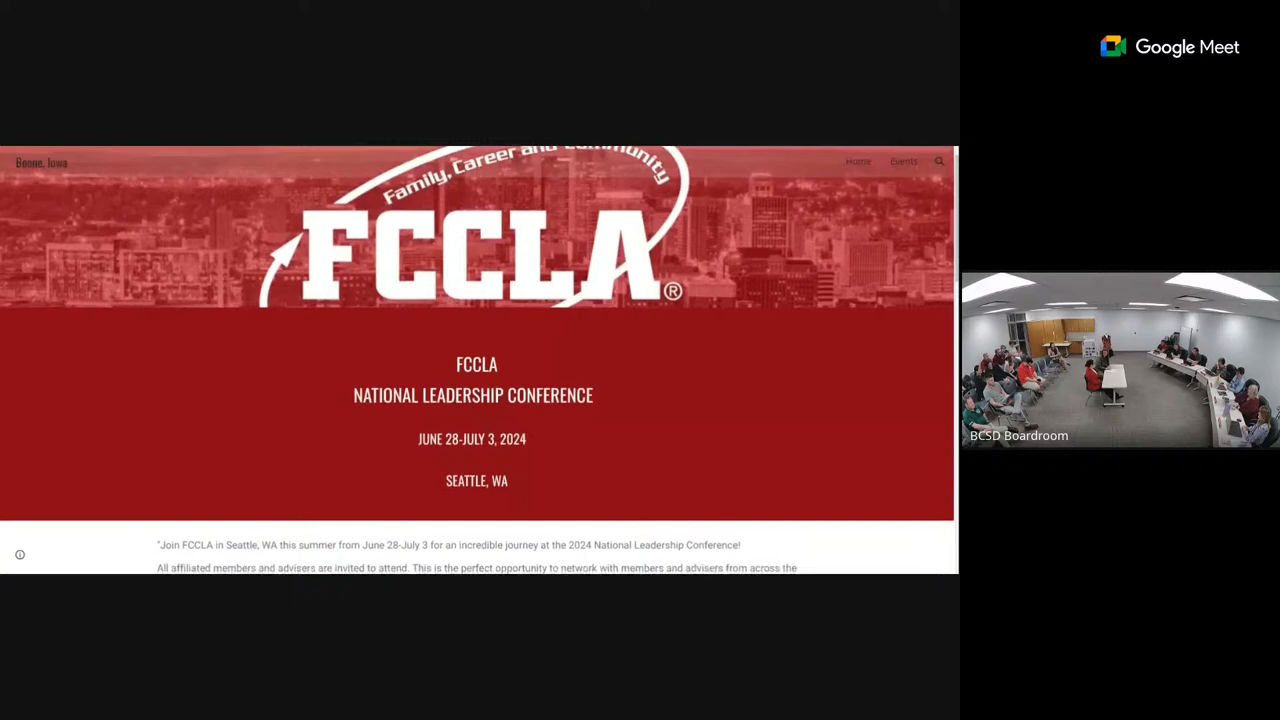 Google Meet
Boone, Iowa
Home Events
Family, Career and Community
FCCLA®
FCCLA
NATIONAL LEADERSHIP CONFERENCE
JUNE 28-JULY 3, 2024
SEATTLE, WA
"Join FCCLA in Seattle, WA this summer from June 28-July 3 for an incredible journey at the 2024 National Leadership Conference!
All affiliated members and advisers are invited to attend. This is the perfect opportunity to network with members and advisers from across the
BCSD Boardroom